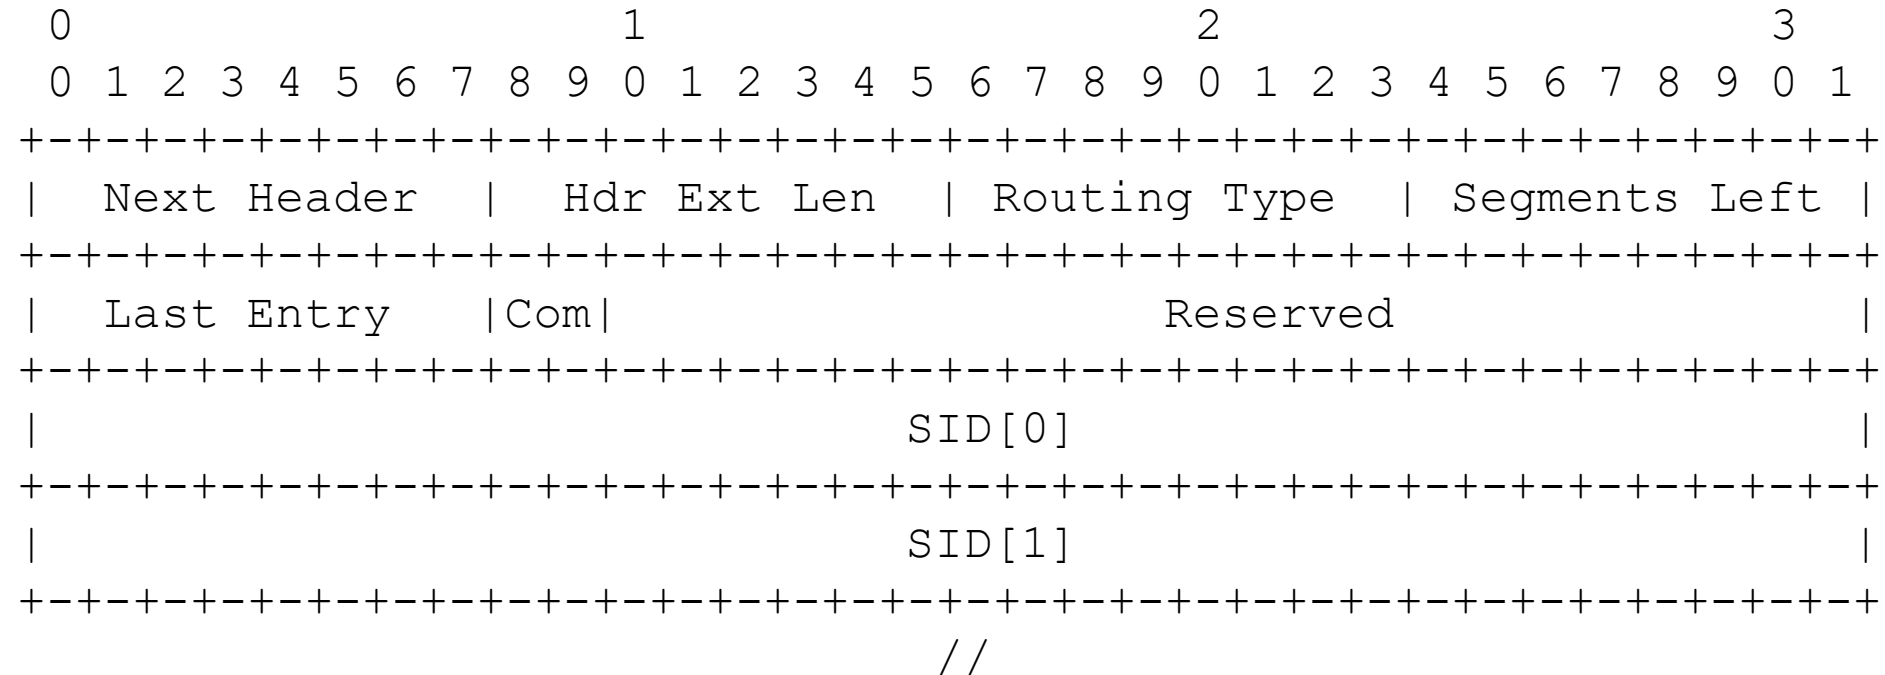 0                   1                   2                   3
 0 1 2 3 4 5 6 7 8 9 0 1 2 3 4 5 6 7 8 9 0 1 2 3 4 5 6 7 8 9 0 1
+-+-+-+-+-+-+-+-+-+-+-+-+-+-+-+-+-+-+-+-+-+-+-+-+-+-+-+-+-+-+-+-+
|  Next Header  |  Hdr Ext Len  | Routing Type  | Segments Left |
+-+-+-+-+-+-+-+-+-+-+-+-+-+-+-+-+-+-+-+-+-+-+-+-+-+-+-+-+-+-+-+-+
|  Last Entry   |Com|                   Reserved                |
+-+-+-+-+-+-+-+-+-+-+-+-+-+-+-+-+-+-+-+-+-+-+-+-+-+-+-+-+-+-+-+-+
|                              SID[0]                           |
+-+-+-+-+-+-+-+-+-+-+-+-+-+-+-+-+-+-+-+-+-+-+-+-+-+-+-+-+-+-+-+-+
|                              SID[1]                           |
+-+-+-+-+-+-+-+-+-+-+-+-+-+-+-+-+-+-+-+-+-+-+-+-+-+-+-+-+-+-+-+-+
                                //